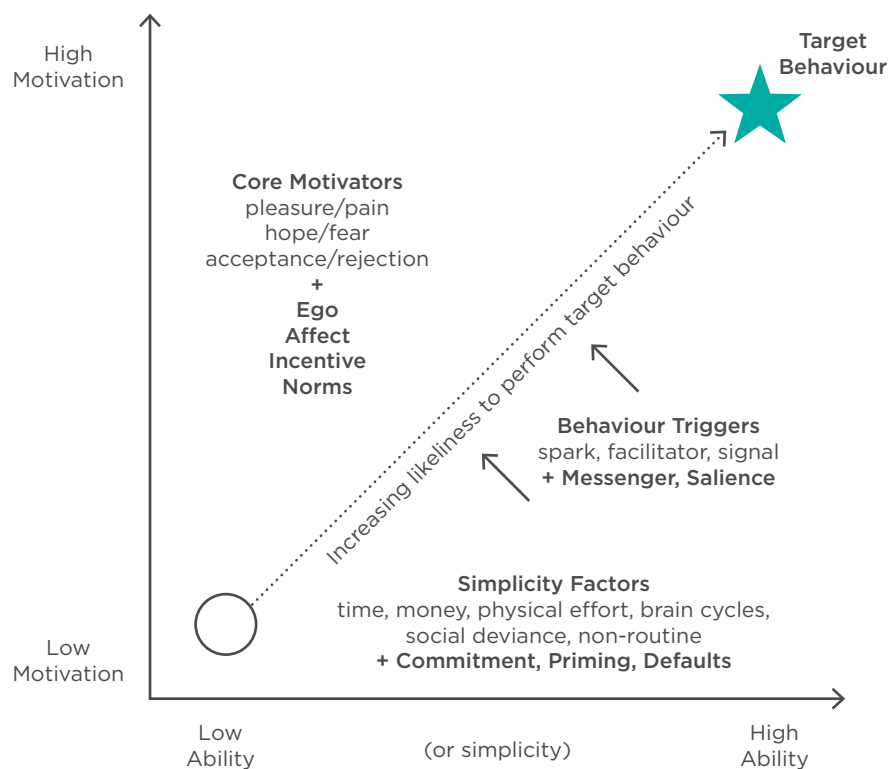 High
Motivation
Target
Behaviour
Core Motivators
pleasure/pain
hope/fear
acceptance/rejection
+
Ego
Affect
Incentive
Norms
Increasing likeliness to perform target behaviour
Behaviour Triggers
spark, facilitator, signal
+ Messenger, Salience
Simplicity Factors
time, money, physical effort, brain cycles,
social deviance, non-routine
+ Commitment, Priming, Defaults
Low
Motivation
Low
Ability
(or simplicity)
High
Ability